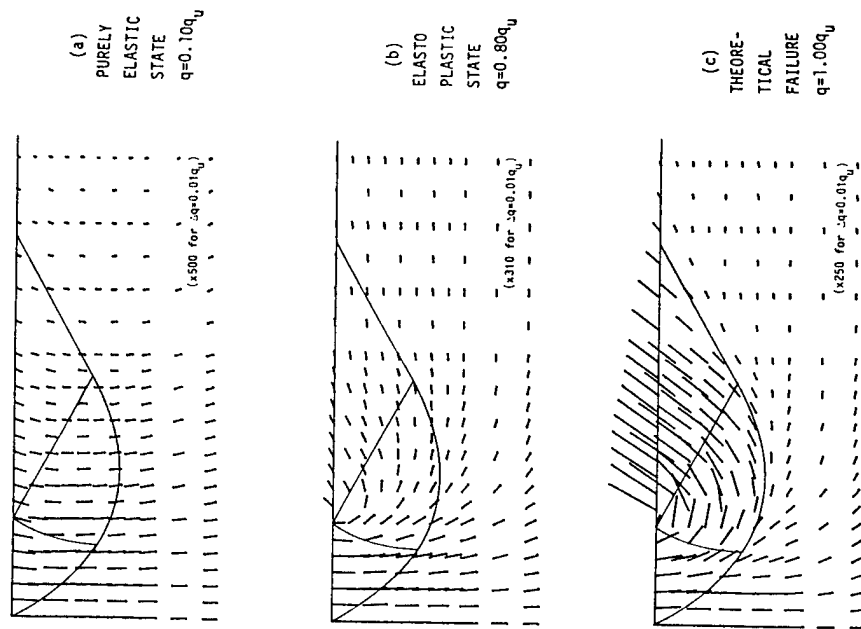 (a)
PURELY
ELASTIC
STATE
q=0.10qu
(x500 for Δq=0.01qu)
(b)
ELASTO
PLASTIC
STATE
q=0.80qu
(x310 for Δq=0.01qu)
(c)
THEORE-
TICAL
FAILURE
q=1.00qu
(x250 for Δq=0.01qu)